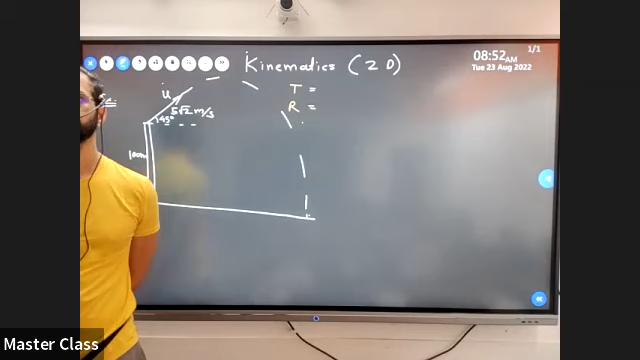 1/1
08:52AM
Tue 23 Aug 2022
Kinematics (2D)
T =
R =
u
5√2 m/s
45°
100m
Master Class